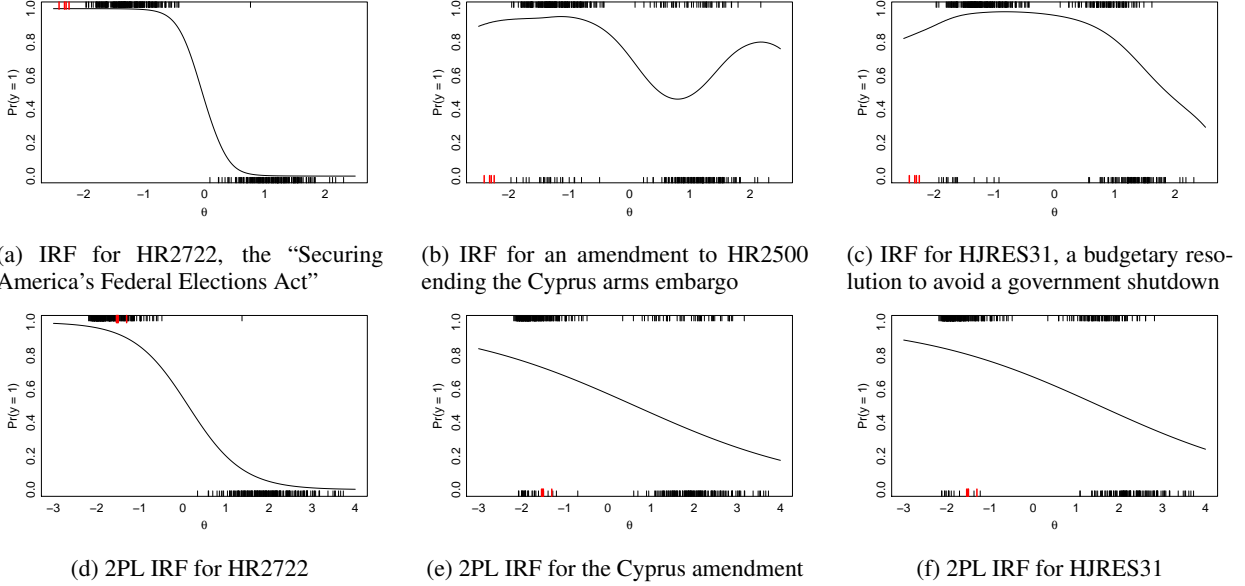 1.0
0.8
0.6
0.4
0.2
0.0
Pr(y = 1)
−2 −1 0 1 2
θ
1.0
0.8
0.6
0.4
0.2
0.0
Pr(y = 1)
−2 −1 0 1 2
θ
1.0
0.8
0.6
0.4
0.2
0.0
Pr(y = 1)
−2 −1 0 1 2
θ
(a) IRF for HR2722, the “Securing
America’s Federal Elections Act”
(b) IRF for an amendment to HR2500
ending the Cyprus arms embargo
(c) IRF for HJRES31, a budgetary reso-
lution to avoid a government shutdown
1.0
0.8
0.6
0.4
0.2
0.0
Pr(y = 1)
−3 −2 −1 0 1 2 3 4
θ
1.0
0.8
0.6
0.4
0.2
0.0
Pr(y = 1)
−3 −2 −1 0 1 2 3 4
θ
1.0
0.8
0.6
0.4
0.2
0.0
Pr(y = 1)
−3 −2 −1 0 1 2 3 4
θ
(d) 2PL IRF for HR2722
(e) 2PL IRF for the Cyprus amendment
(f) 2PL IRF for HJRES31